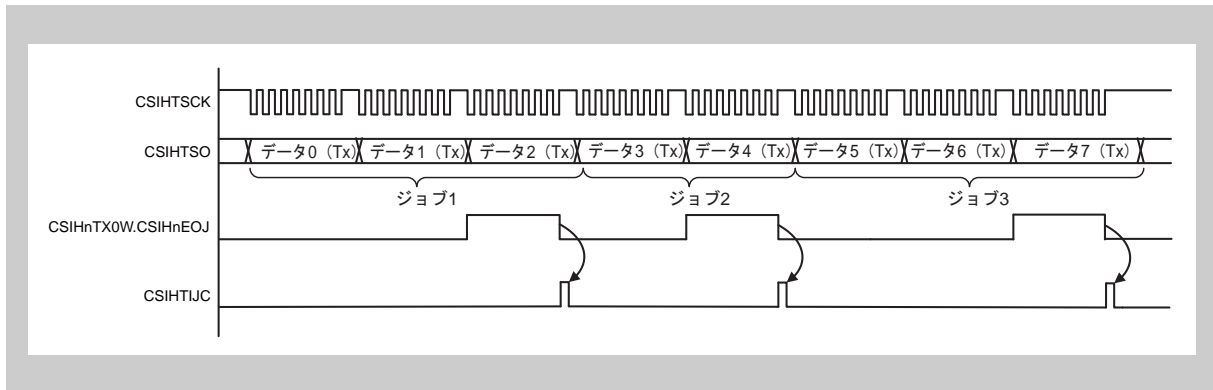 CSIHTSCK
CSIHTSO
データ0（Tx） データ1（Tx） データ2（Tx） データ3（Tx） データ4（Tx） データ5（Tx） データ6（Tx） データ7（Tx）
ジョブ1 ジョブ2 ジョブ3
CSIHnTX0W.CSIHnEOJ
CSIHTIJC